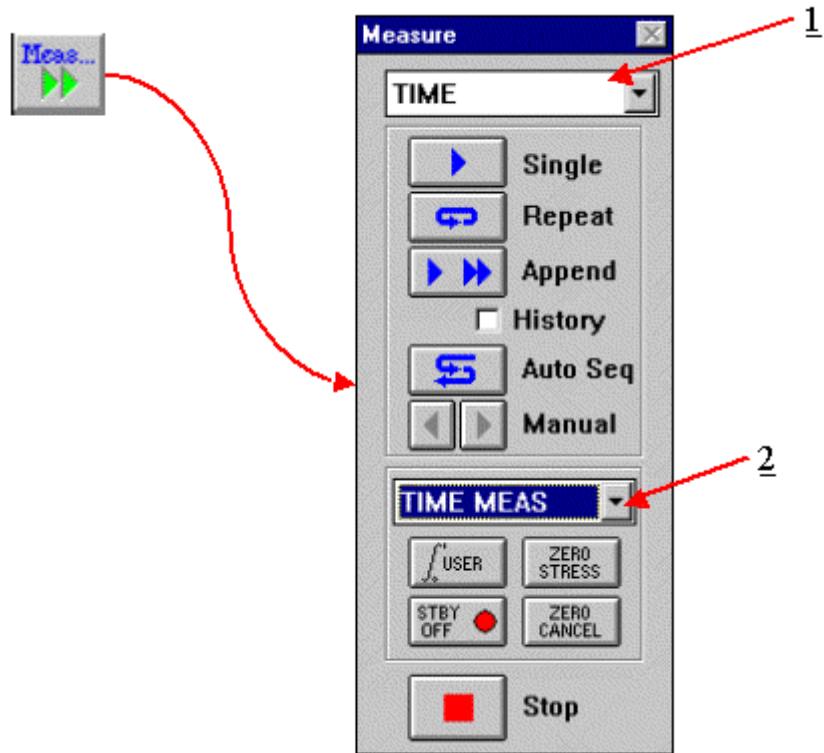 Meas...
Measure
1
TIME
Single
Repeat
Append
History
Auto Seq
Manual
2
TIME MEAS
USER
ZERO
STRESS
STBY
OFF
ZERO
CANCEL
Stop